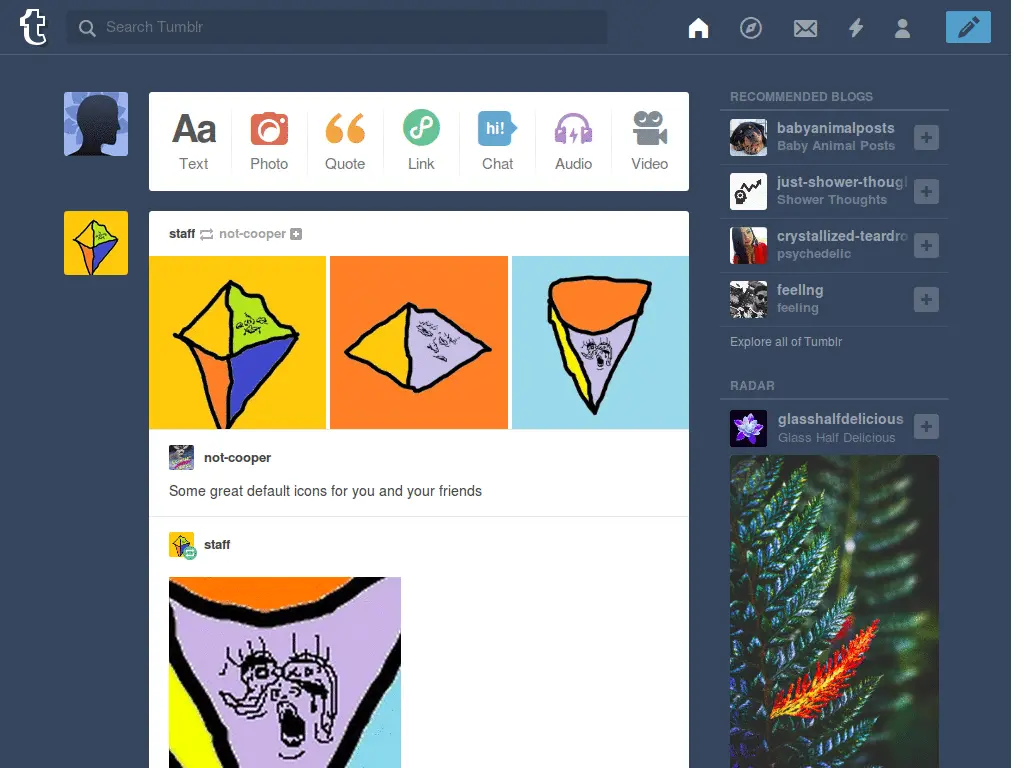 t
Search Tumblr
Aa
Text
Photo
Quote
Link
hi!
Chat
Audio
Video
staff not-cooper
not-cooper
Some great default icons for you and your friends
staff
RECOMMENDED BLOGS
babyanimalposts
Baby Animal Posts
just-shower-though
Shower Thoughts
crystallized-teardro
psychedelic
feellng
feeling
Explore all of Tumblr
RADAR
glasshalfdelicious
Glass Half Delicious